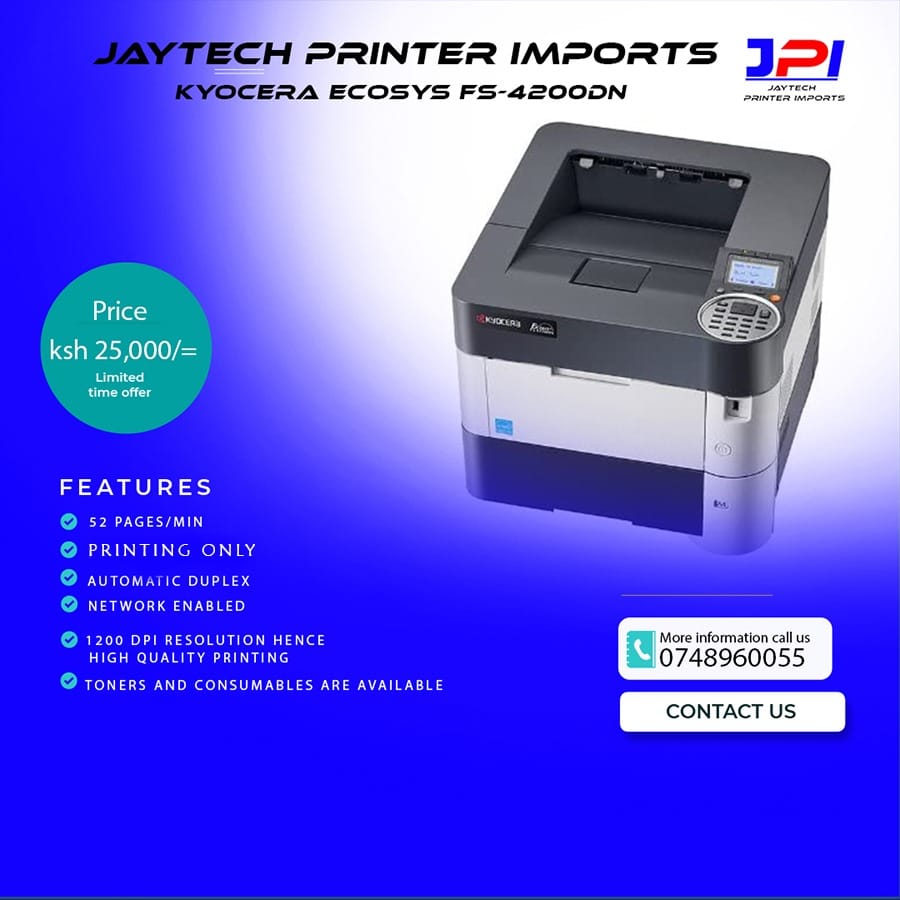 JAYTECH PRINTER IMPORTS
KYOCERA ECOSYS FS-4200DN
JPI
JAYTECH
PRINTER IMPORTS
KYOCERA
Price
ksh 25,000/=
Limited
time offer
FEATURES
52 PAGES/MIN
PRINTING ONLY
AUTOMATIC DUPLEX
NETWORK ENABLED
1200 DPI RESOLUTION HENCE
HIGH QUALITY PRINTING
TONERS AND CONSUMABLES ARE AVAILABLE
More information call us
0748960055
CONTACT US